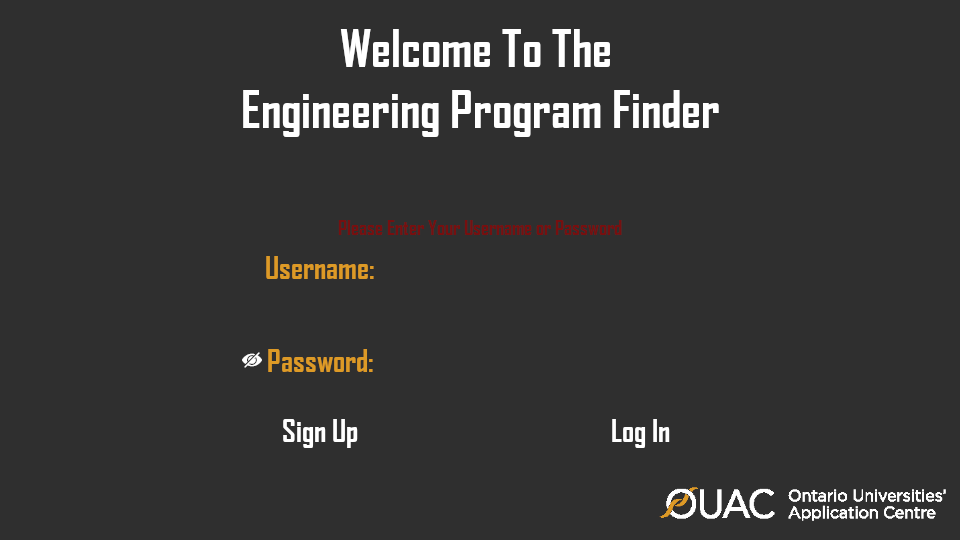 Welcome To The
Engineering Program Finder
Please Enter Your Username or Password
Username:
Password:
Sign Up
Log In
OUAC
Ontario Universities'
Application Centre